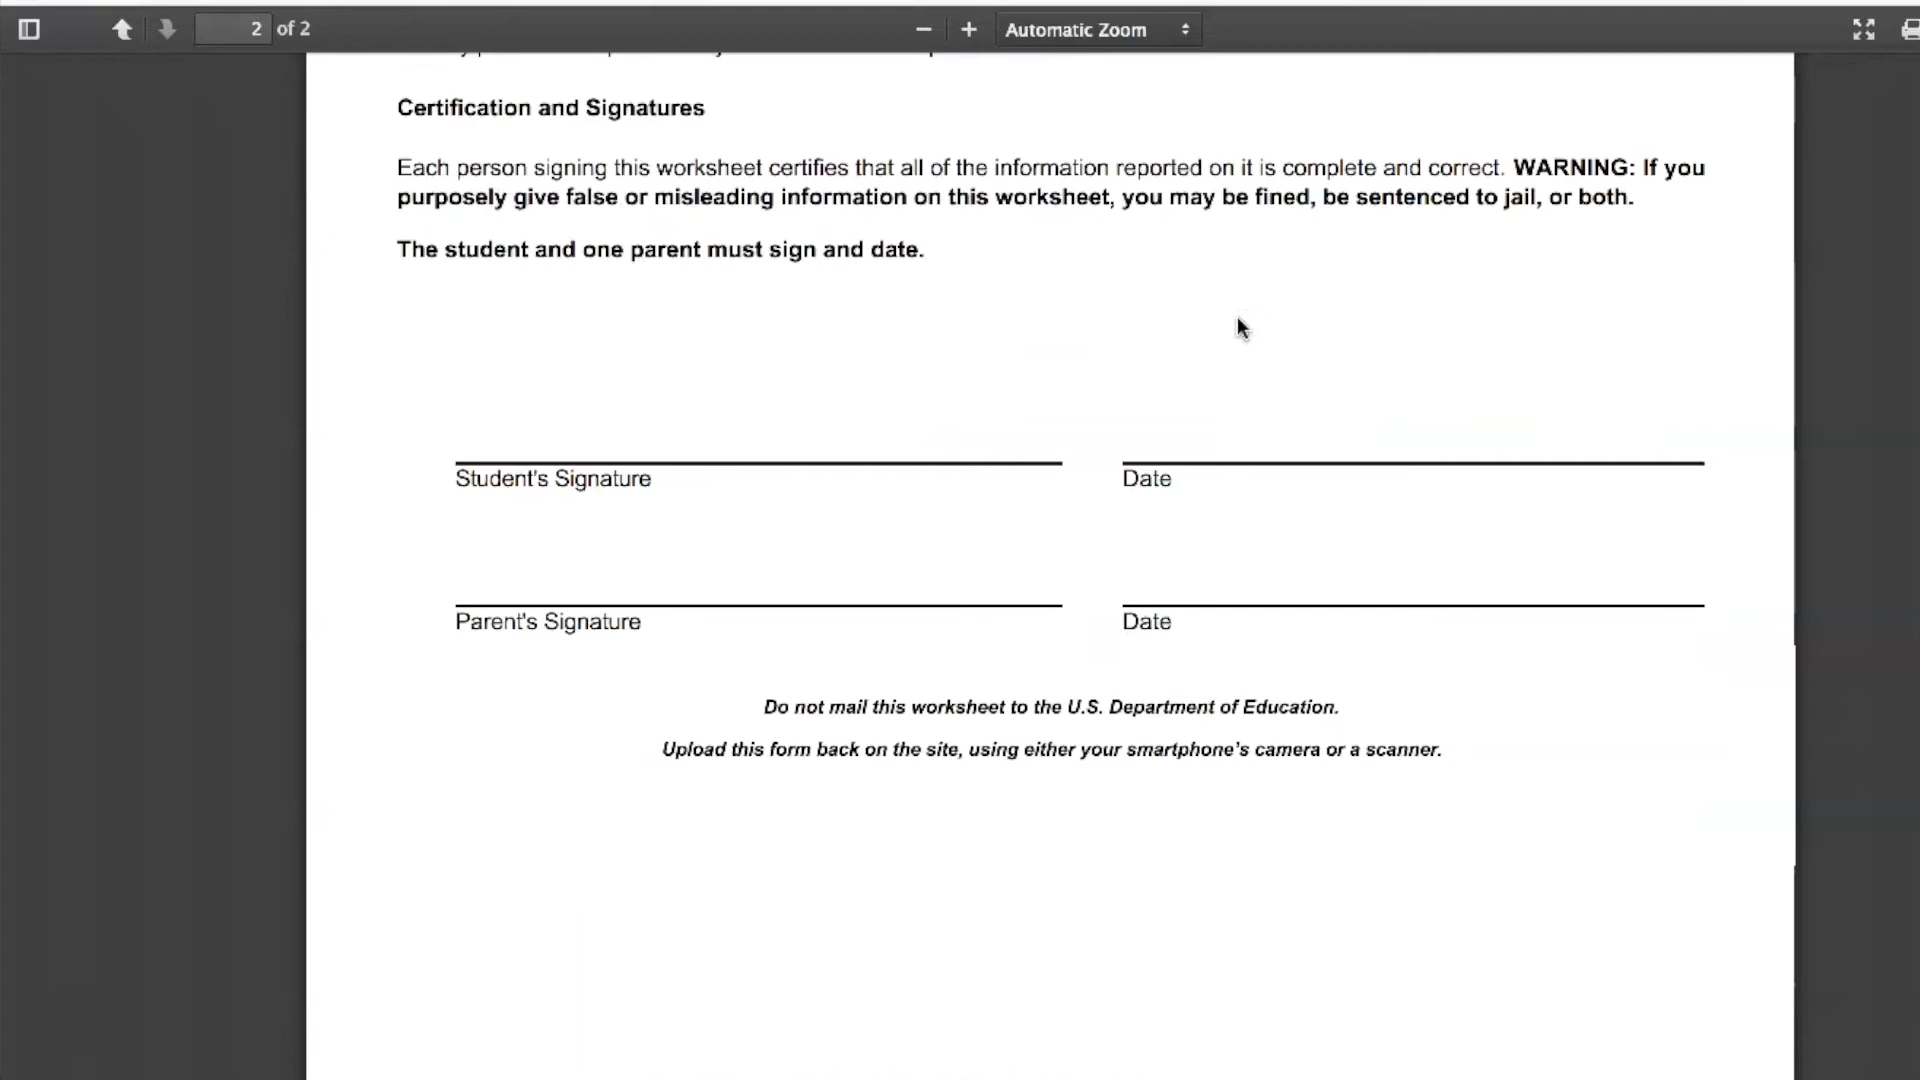 2 of 2 Automatic Zoom
Certification and Signatures
Each person signing this worksheet certifies that all of the information reported on it is complete and correct. WARNING: If you
purposely give false or misleading information on this worksheet, you may be fined, be sentenced to jail, or both.
The student and one parent must sign and date.
Student's Signature Date
Parent's Signature Date
Do not mail this worksheet to the U.S. Department of Education.
Upload this form back on the site, using either your smartphone’s camera or a scanner.